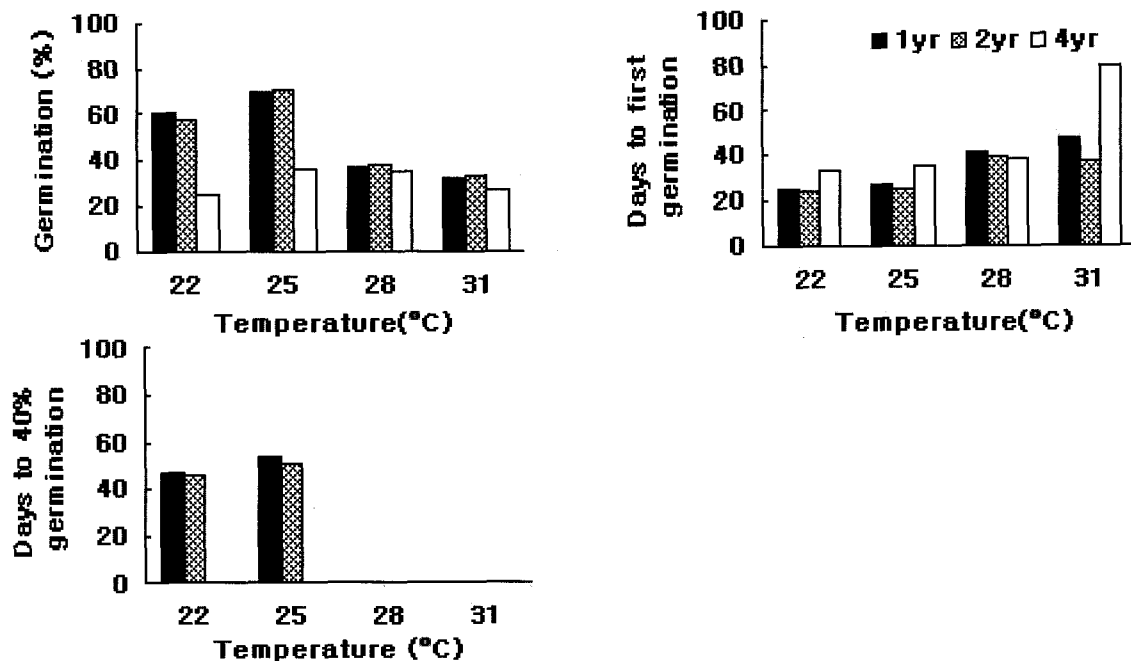 100
80
60
40
20
0
Germination (%)
22 25 28 31
Temperature(°C)
100
80
60
40
20
0
Days to first
germination
1yr 2yr 4yr
22 25 28 31
Temperature(°C)
100
80
60
40
20
0
Days to 40%
germination
22 25 28 31
Temperature (°C)